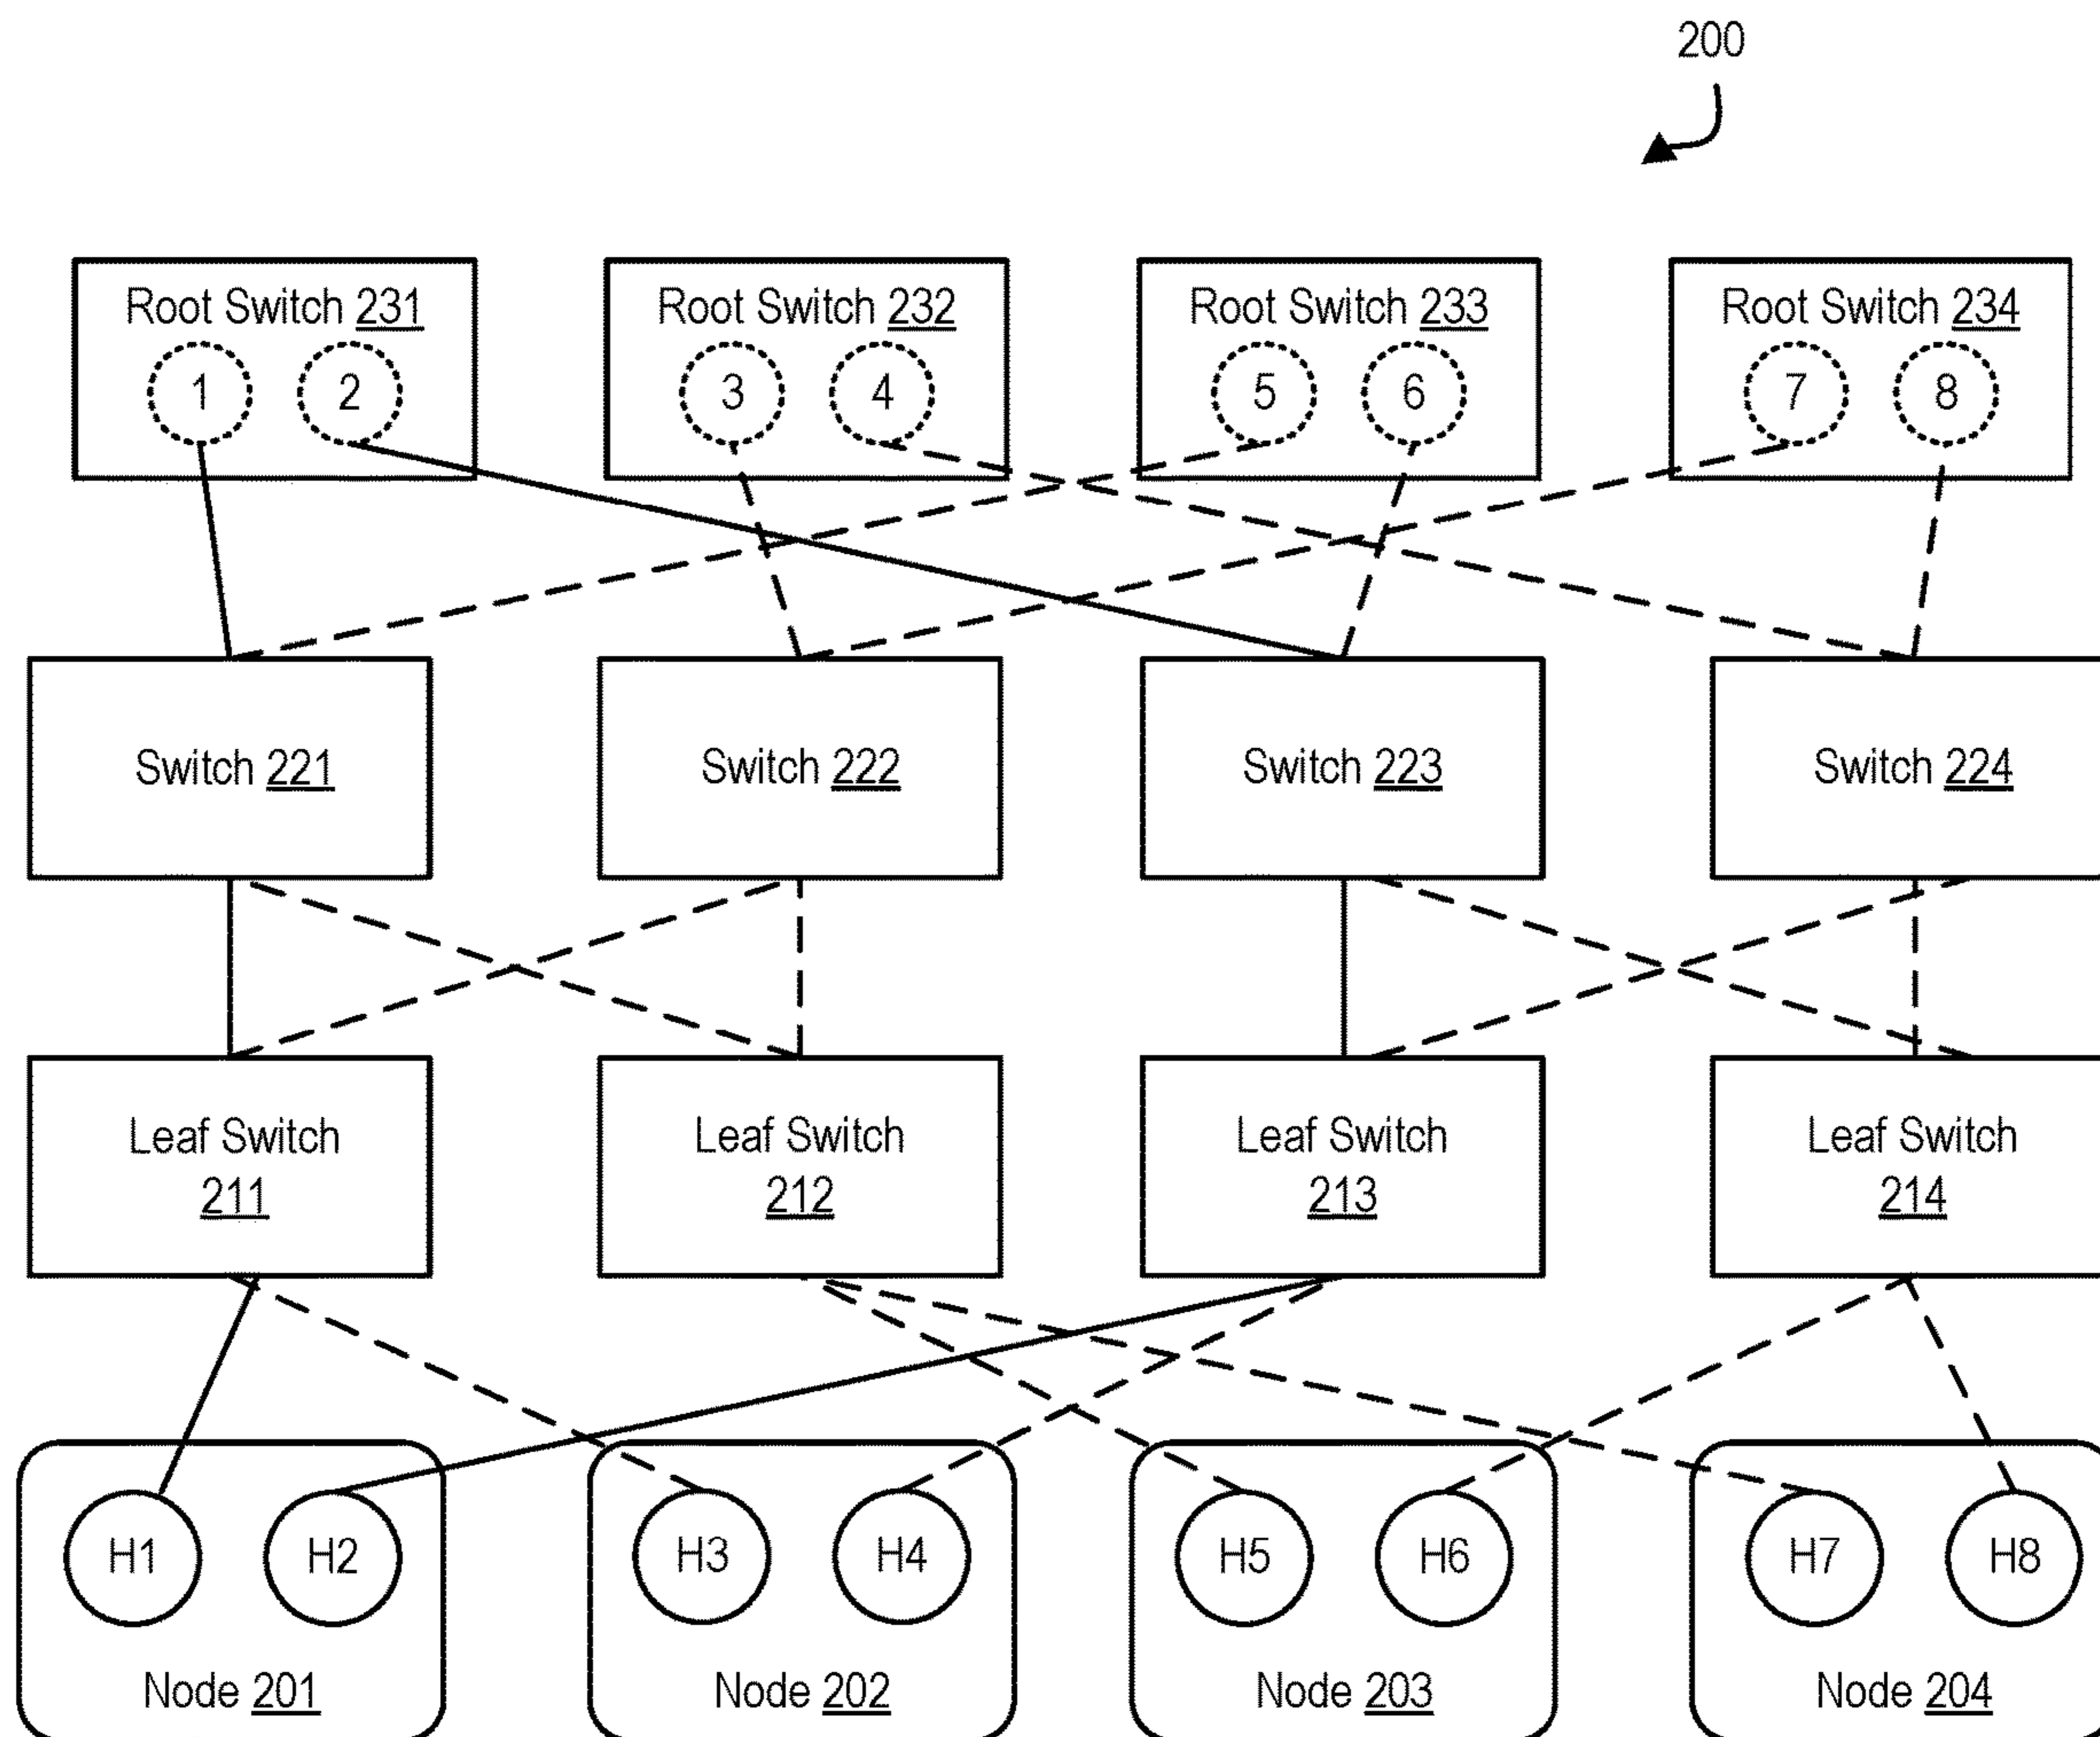 200
Root Switch 231
Root Switch 232
Root Switch 233
Root Switch 234
1
2
3
4
5
6
7
8
Switch 221
Switch 222
Switch 223
Switch 224
Leaf Switch
211
Leaf Switch
212
Leaf Switch
213
Leaf Switch
214
H1
H2
H3
H4
H5
H6
H7
H8
Node 201
Node 202
Node 203
Node 204